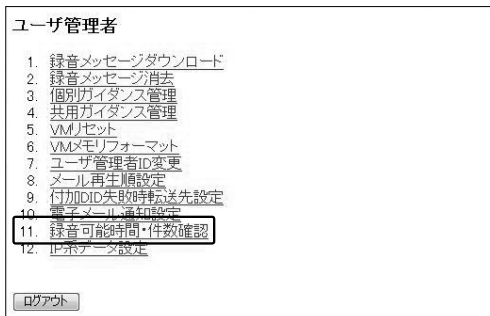 ユーザ管理者
1. 録音メッセージダウンロード
2. 録音メッセージ消去
3. 個別ガイダンス管理
4. 共用ガイダンス管理
5. VMリセット
6. VMメモリフォーマット
7. ユーザ管理者ID変更
8. メール再生順設定
9. 付加DID失敗時転送先設定
10. 電子メール通知設定
11. 録音可能時間・件数確認
12. IP系データ設定
ログアウト